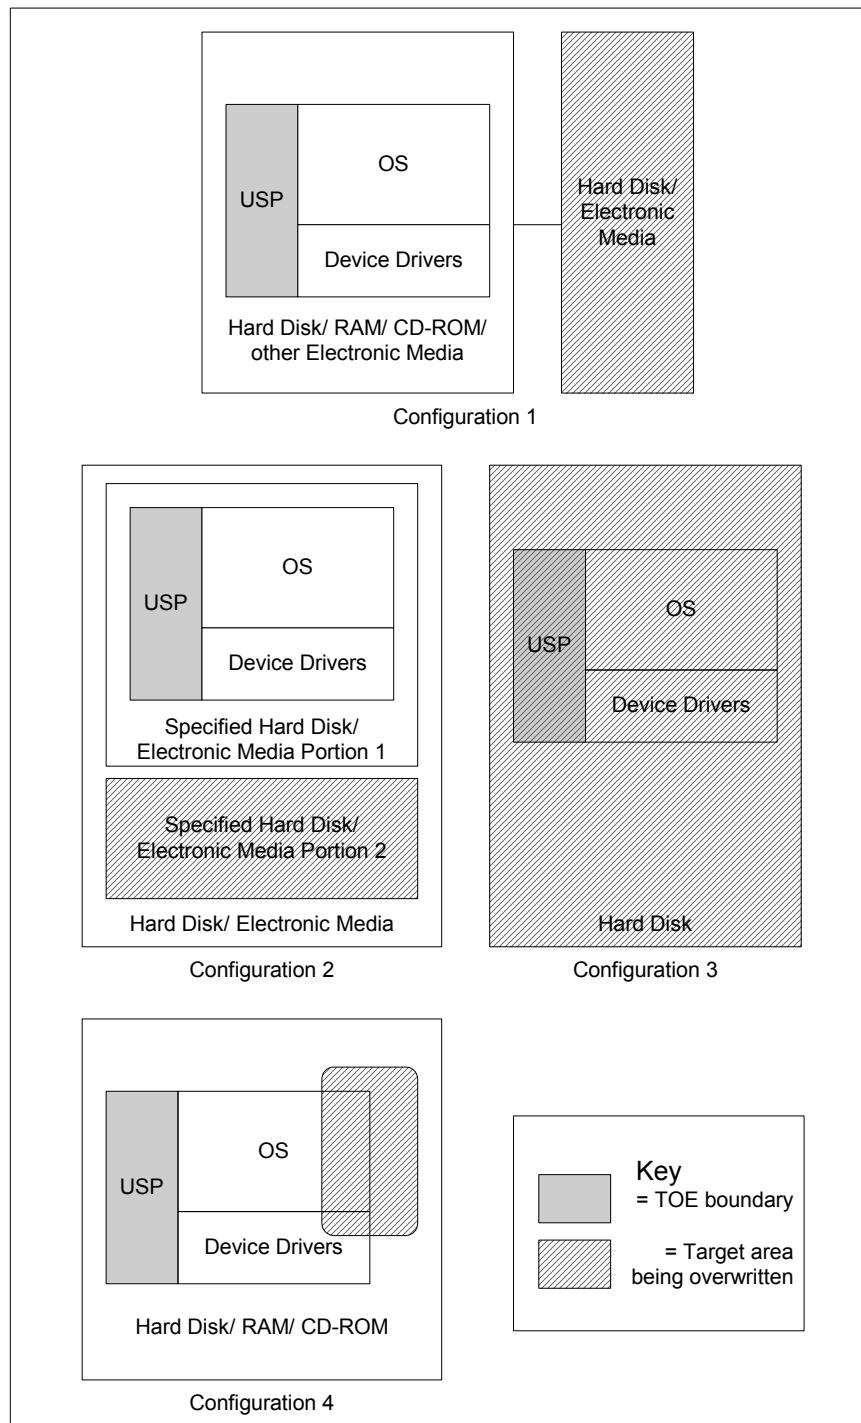 OS
USP
Device Drivers
Hard Disk/ RAM/ CD-ROM/
other Electronic Media
Hard Disk/
Electronic
Media
Configuration 1
OS
USP
Device Drivers
Specified Hard Disk/
Electronic Media Portion 1
Specified Hard Disk/
Electronic Media Portion 2
Hard Disk/ Electronic Media
Configuration 2
OS
USP
Device Drivers
Hard Disk
Configuration 3
OS
USP
Device Drivers
Hard Disk/ RAM/ CD-ROM
Configuration 4
Key
= TOE boundary
= Target area
being overwritten